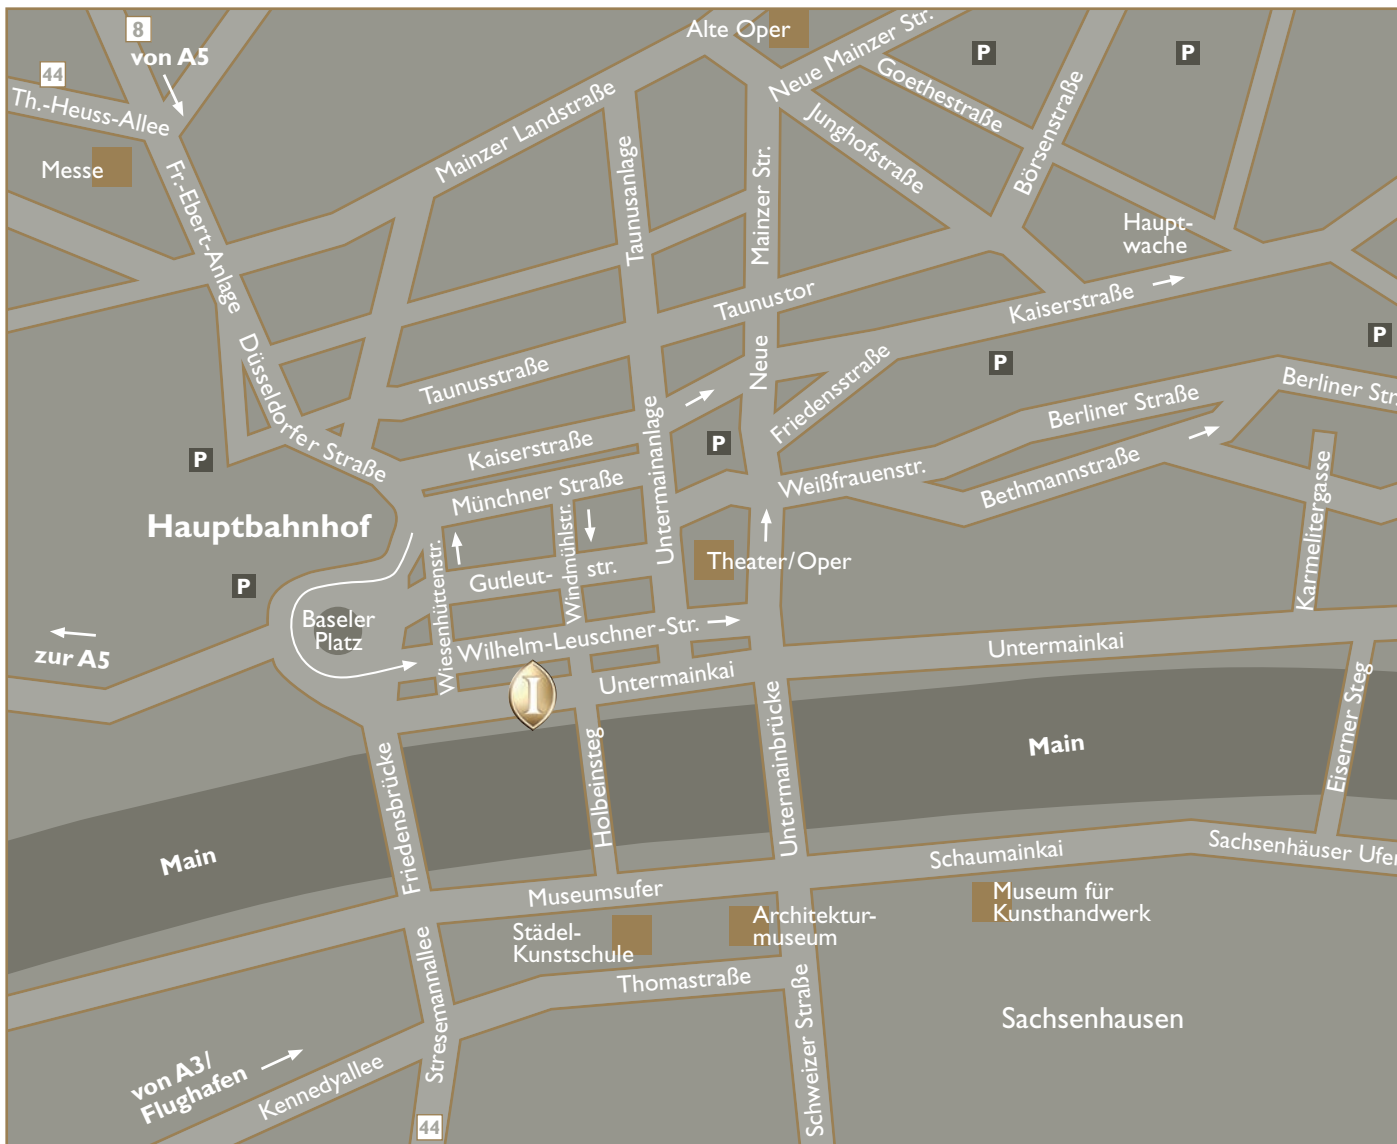 8
von A5
44
Th.-Heuss-Allee
Messe
Fr.-Ebert-Anlage
Mainzer Landstraße
Alte Oper
Neue Mainzer Str.
Goethestraße
Junghofstraße
Börsenstraße
P
P
Taunusanlage
Mainzer Str.
Neue
Haupt-
wache
Taunustor
Kaiserstraße
Düsseldorfer Straße
Taunusstraße
Friedensstraße
P
P
Berliner Straße
Berliner Str
P
Kaiserstraße
Untermainanlage
P
Münchner Straße
Weißfrauenstr.
Bethmannstraße
Karmelitergasse
Hauptbahnhof
P
Wiesenhüttenstr.
Windmühlstr.
Gutleut-
str.
Theater/Oper
Baseler
Platz
zur A5
Wilhelm-Leuschner-Str.
Untermainkai
Untermainkai
I
Eiserner Steg
Main
Main
Friedensbrücke
Holbeinsteg
Untermainbrücke
Museumsufer
Schaumainkai
Sachsenhäuser Ufer
Städel-
Kunstschule
Architektur-
museum
Museum für
Kunsthandwerk
Stresemannallee
Thomastraße
Schweizer Straße
Sachsenhausen
von A3/
Flughafen
Kennedyallee
44